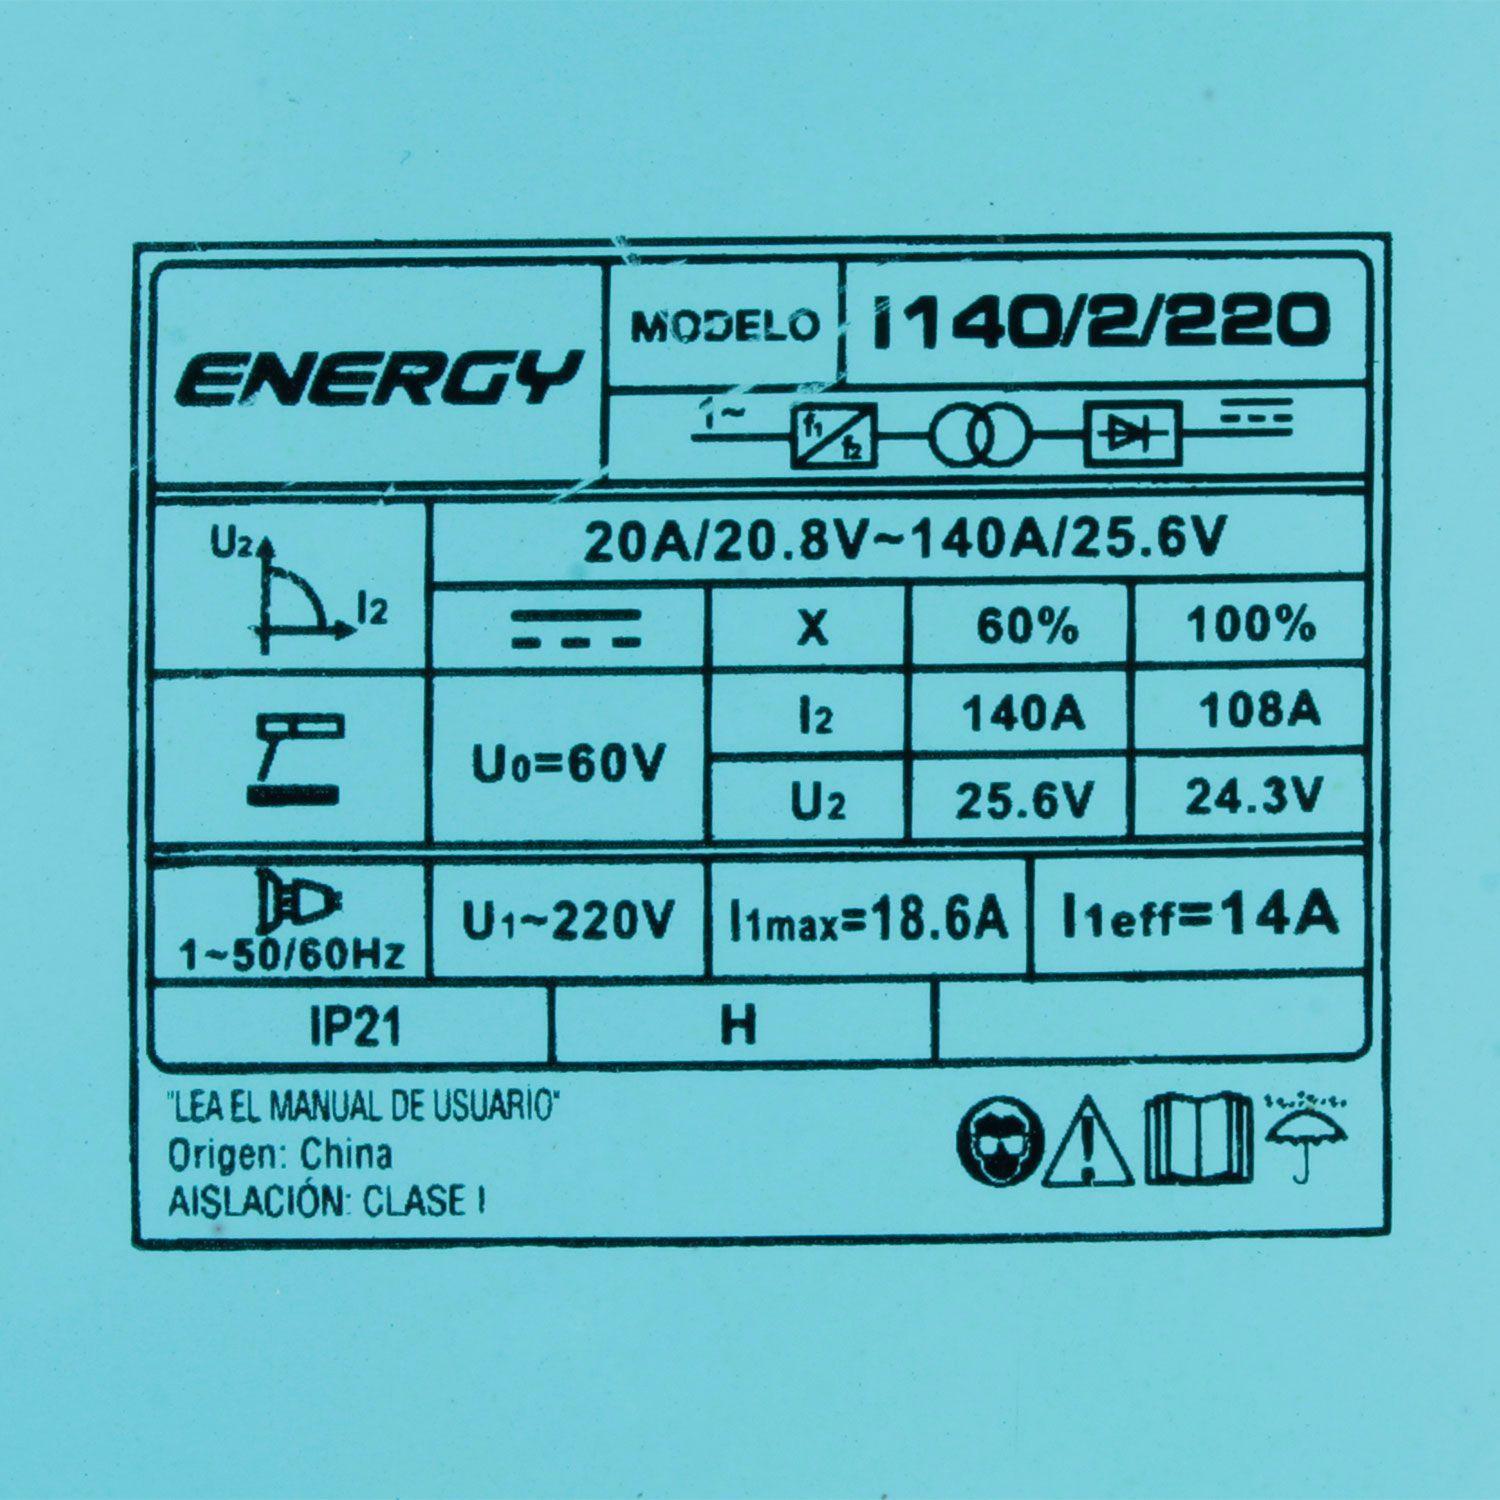 ENERGY
MODELO
I140/2/220
1~
f1
f2
U2
I2
20A/20.8V~140A/25.6V
X 60% 100%
U0=60V
I2 140A 108A
U2 25.6V 24.3V
1~50/60Hz
U1~220V
I1max=18.6A
I1eff=14A
IP21
H
"LEA EL MANUAL DE USUARIO"
Origen: China
AISLACIÓN: CLASE I